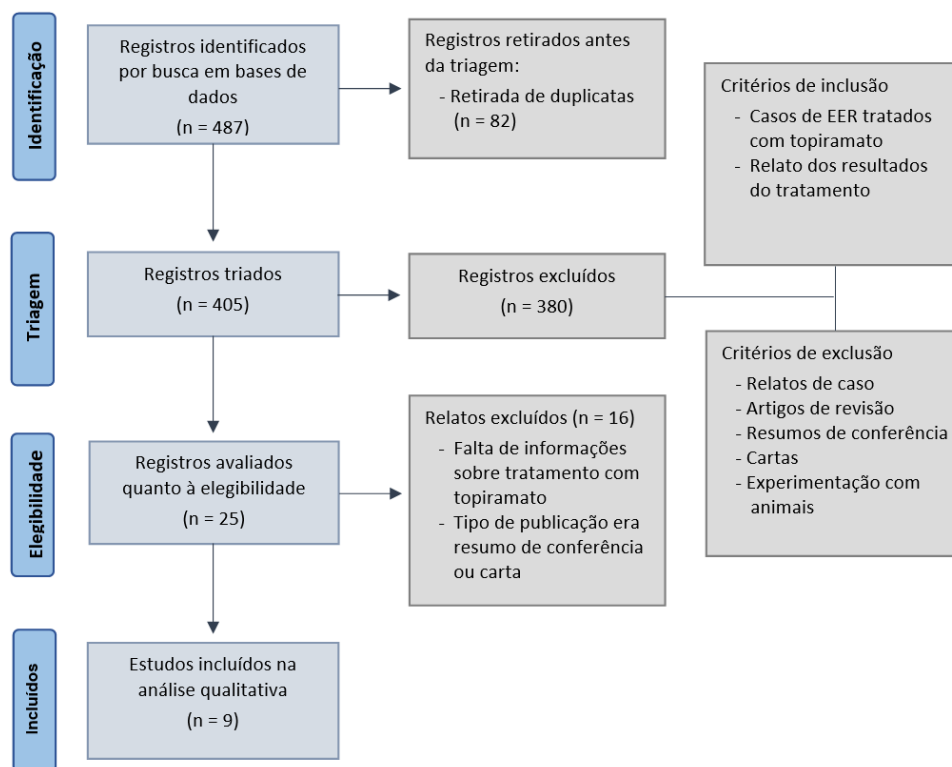 Identificação
Registros identificados
por busca em bases de
dados
(n = 487)
Registros retirados antes
da triagem:
- Retirada de duplicatas
(n = 82)
Critérios de inclusão
- Casos de EER tratados
com topiramato
- Relato dos resultados
do tratamento
Triagem
Registros triados
(n = 405)
Registros excluídos
(n = 380)
Critérios de exclusão
- Relatos de caso
- Artigos de revisão
- Resumos de conferência
- Cartas
- Experimentação com
animais
Elegibilidade
Registros avaliados
quanto à elegibilidade
(n = 25)
Relatos excluídos (n = 16)
- Falta de informações
sobre tratamento com
topiramato
- Tipo de publicação era
resumo de conferência
ou carta
Incluídos
Estudos incluídos na
análise qualitativa
(n = 9)